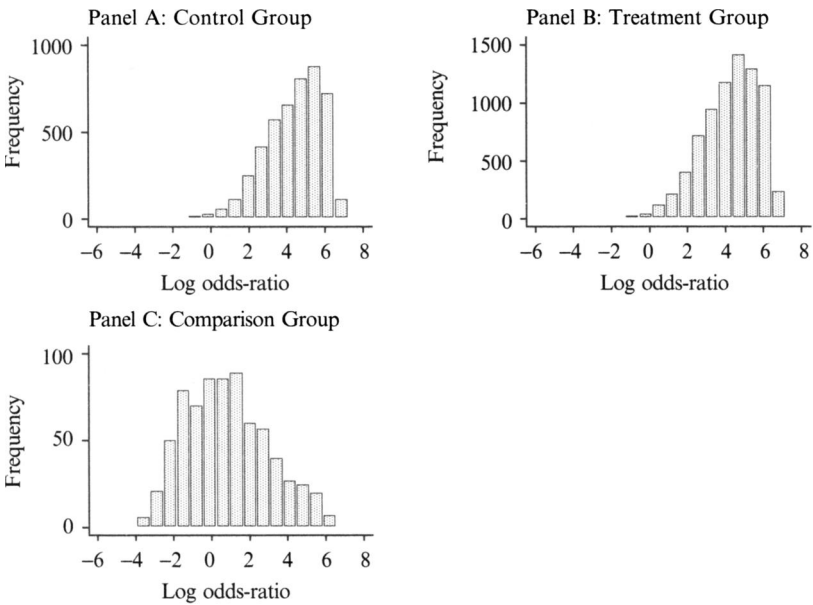 Panel A: Control Group
1000
500
0
Frequency
−6 −4 −2 0 2 4 6 8
Log odds-ratio
Panel B: Treatment Group
1500
1000
500
0
Frequency
−6 −4 −2 0 2 4 6 8
Log odds-ratio
Panel C: Comparison Group
100
50
0
Frequency
−6 −4 −2 0 2 4 6 8
Log odds-ratio